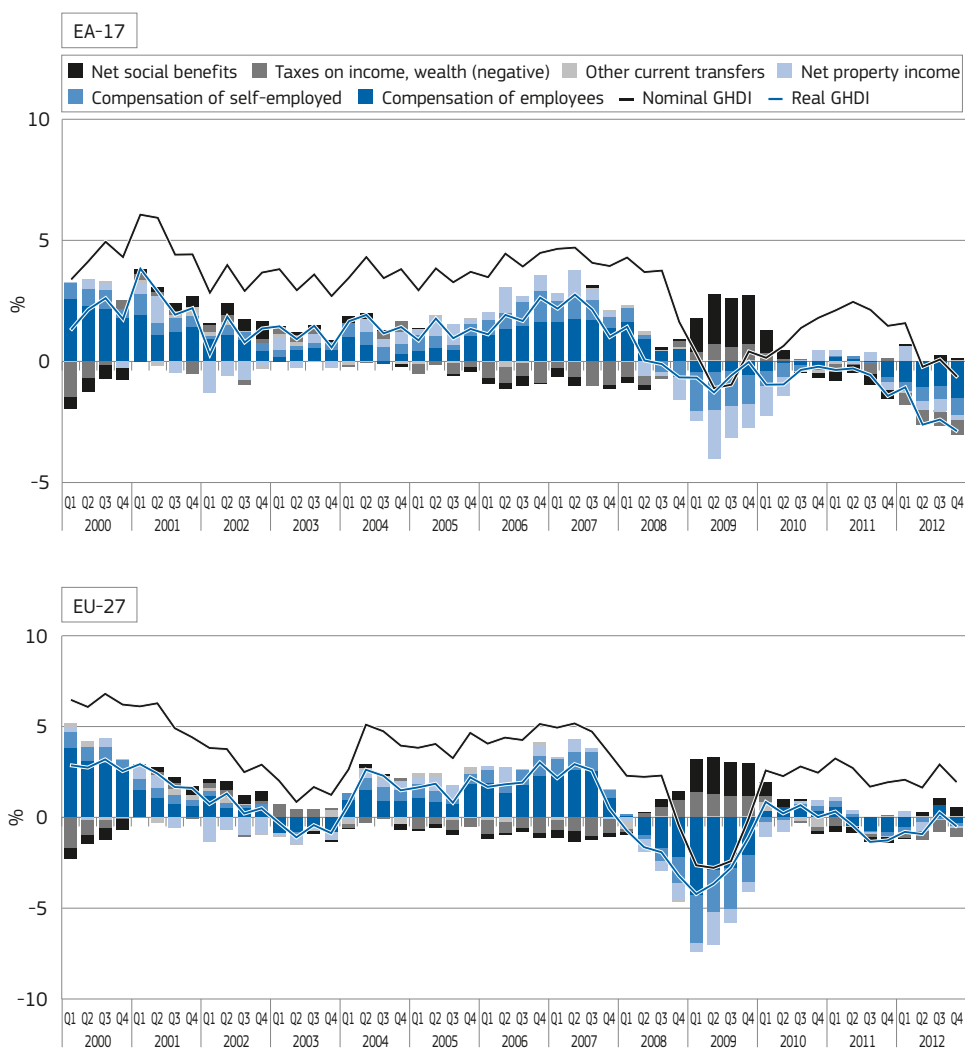 EA-17
Net social benefits Taxes on income, wealth (negative) Other current transfers Net property income
Compensation of self-employed Compensation of employees Nominal GHDI Real GHDI
10
5
%
0
-5
Q1 Q2 Q3 Q4 Q1 Q2 Q3 Q4 Q1 Q2 Q3 Q4 Q1 Q2 Q3 Q4 Q1 Q2 Q3 Q4 Q1 Q2 Q3 Q4 Q1 Q2 Q3 Q4 Q1 Q2 Q3 Q4 Q1 Q2 Q3 Q4 Q1 Q2 Q3 Q4 Q1 Q2 Q3 Q4 Q1 Q2 Q3 Q4 Q1 Q2 Q3 Q4
2000 2001 2002 2003 2004 2005 2006 2007 2008 2009 2010 2011 2012
EU-27
10
5
%
0
-5
-10
Q1 Q2 Q3 Q4 Q1 Q2 Q3 Q4 Q1 Q2 Q3 Q4 Q1 Q2 Q3 Q4 Q1 Q2 Q3 Q4 Q1 Q2 Q3 Q4 Q1 Q2 Q3 Q4 Q1 Q2 Q3 Q4 Q1 Q2 Q3 Q4 Q1 Q2 Q3 Q4 Q1 Q2 Q3 Q4 Q1 Q2 Q3 Q4 Q1 Q2 Q3 Q4
2000 2001 2002 2003 2004 2005 2006 2007 2008 2009 2010 2011 2012